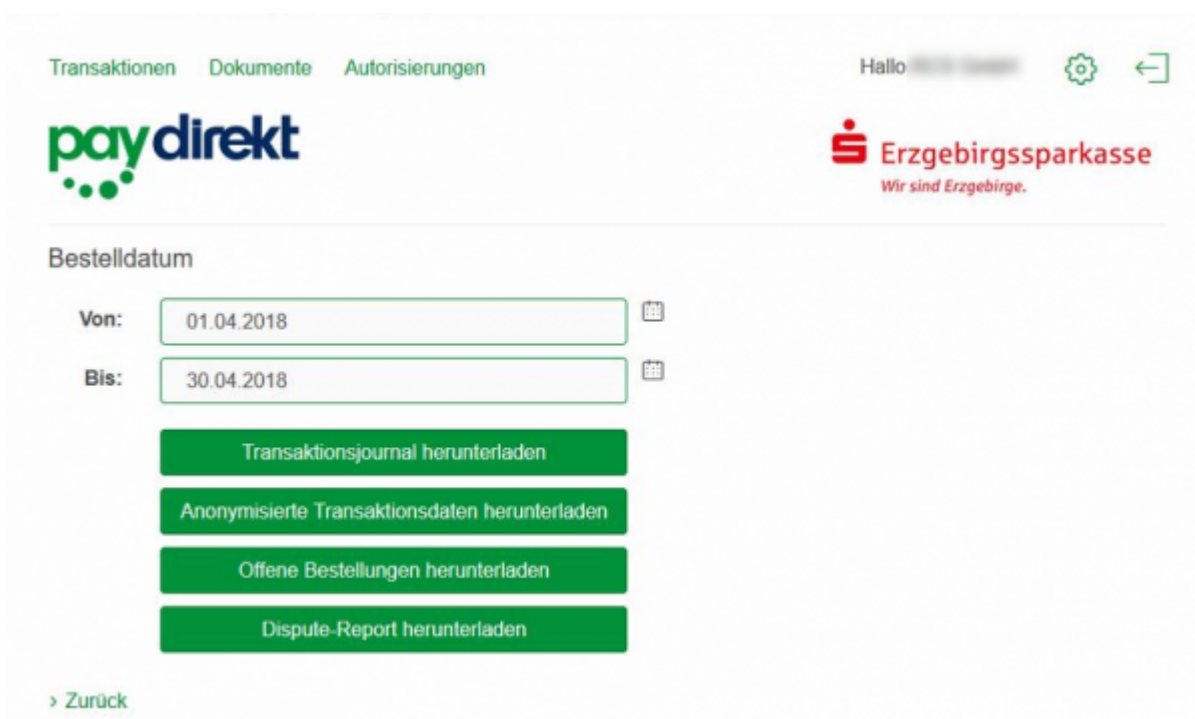 Transaktionen Dokumente Autorisierungen Hallo
paydirekt
Erzgebirgssparkasse
Wir sind Erzgebirge.
Bestelldatum
Von: 01.04.2018
Bis: 30.04.2018
Transaktionsjournal herunterladen
Anonymisierte Transaktionsdaten herunterladen
Offene Bestellungen herunterladen
Dispute-Report herunterladen
> Zurück